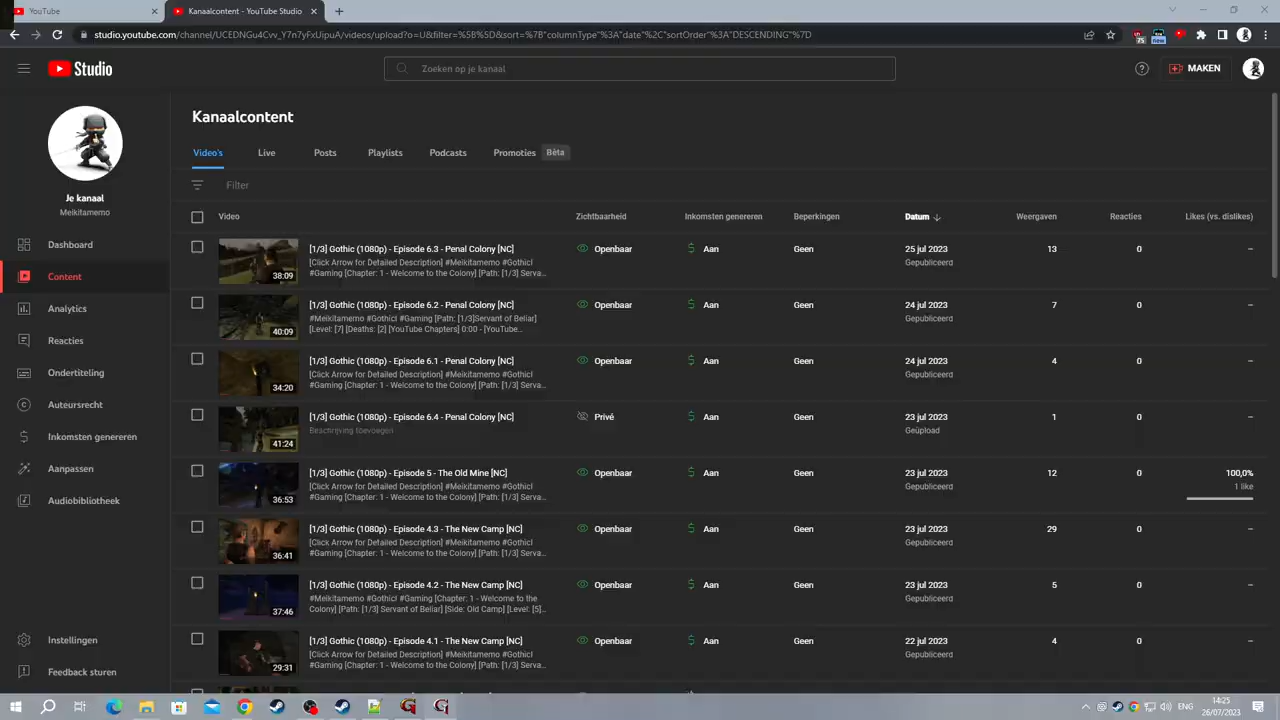 YouTube
Kanaalcontent - YouTube Studio
studio.youtube.com/channel/UCEDNGu4Cvv_Y7n7yFxUipuA/videos/upload?o=U&filter=%5B%5D&sort=%7B"columnType"%3A"date"%2C"sortOrder"%3A"DESCENDING"%7D
75
new
Studio
Zoeken op je kanaal
MAKEN
Je kanaal
Meikitamemo
Dashboard
Content
Analytics
Reacties
Ondertiteling
Auteursrecht
Inkomsten genereren
Aanpassen
Audiobibliotheek
Instellingen
Feedback sturen
Kanaalcontent
Video's Live Posts Playlists Podcasts Promoties Bèta
Filter
Video Zichtbaarheid Inkomsten genereren Beperkingen Datum Weergaven Reacties Likes (vs. dislikes)
[1/3] Gothic (1080p) - Episode 6.3 - Penal Colony [NC] Openbaar Aan Geen 25 jul 2023 13 0 –
[Click Arrow for Detailed Description] #Meikitamemo #GothicI Gepubliceerd
#Gaming [Chapter: 1 - Welcome to the Colony] [Path: [1/3] Serva...
38:09
[1/3] Gothic (1080p) - Episode 6.2 - Penal Colony [NC] Openbaar Aan Geen 24 jul 2023 7 0 –
#Meikitamemo #GothicI #Gaming [Path: [1/3]Servant of Beliar] Gepubliceerd
[Level: [7] [Deaths: [2] [YouTube Chapters] 0:00 - [YouTube...
40:09
[1/3] Gothic (1080p) - Episode 6.1 - Penal Colony [NC] Openbaar Aan Geen 24 jul 2023 4 0 –
[Click Arrow for Detailed Description] #Meikitamemo #GothicI Gepubliceerd
#Gaming [Chapter: 1 - Welcome to the Colony] [Path: [1/3] Serva...
34:20
[1/3] Gothic (1080p) - Episode 6.4 - Penal Colony [NC] Privé Aan Geen 23 jul 2023 1 0 –
Beschrijving toevoegen Geüpload
41:24
[1/3] Gothic (1080p) - Episode 5 - The Old Mine [NC] Openbaar Aan Geen 23 jul 2023 12 0 100,0%
[Click Arrow for Detailed Description] #Meikitamemo #GothicI Gepubliceerd 1 like
#Gaming [Chapter: 1 - Welcome to the Colony] [Path: [1/3] Serva...
36:53
[1/3] Gothic (1080p) - Episode 4.3 - The New Camp [NC] Openbaar Aan Geen 23 jul 2023 29 0 –
[Click Arrow for Detailed Description] #Meikitamemo #GothicI Gepubliceerd
#Gaming [Chapter: 1 - Welcome to the Colony] [Path: [1/3] Serva...
36:41
[1/3] Gothic (1080p) - Episode 4.2 - The New Camp [NC] Openbaar Aan Geen 23 jul 2023 5 0 –
#Meikitamemo #GothicI #Gaming [Chapter: 1 - Welcome to the Gepubliceerd
Colony] [Path: [1/3] Servant of Beliar] [Side: Old Camp] [Level: [5]...
37:46
[1/3] Gothic (1080p) - Episode 4.1 - The New Camp [NC] Openbaar Aan Geen 22 jul 2023 4 0 –
[Click Arrow for Detailed Description] #Meikitamemo #GothicI Gepubliceerd
#Gaming [Chapter: 1 - Welcome to the Colony] [Path: [1/3] Serva...
29:31
ENG
14:25
26/07/2023